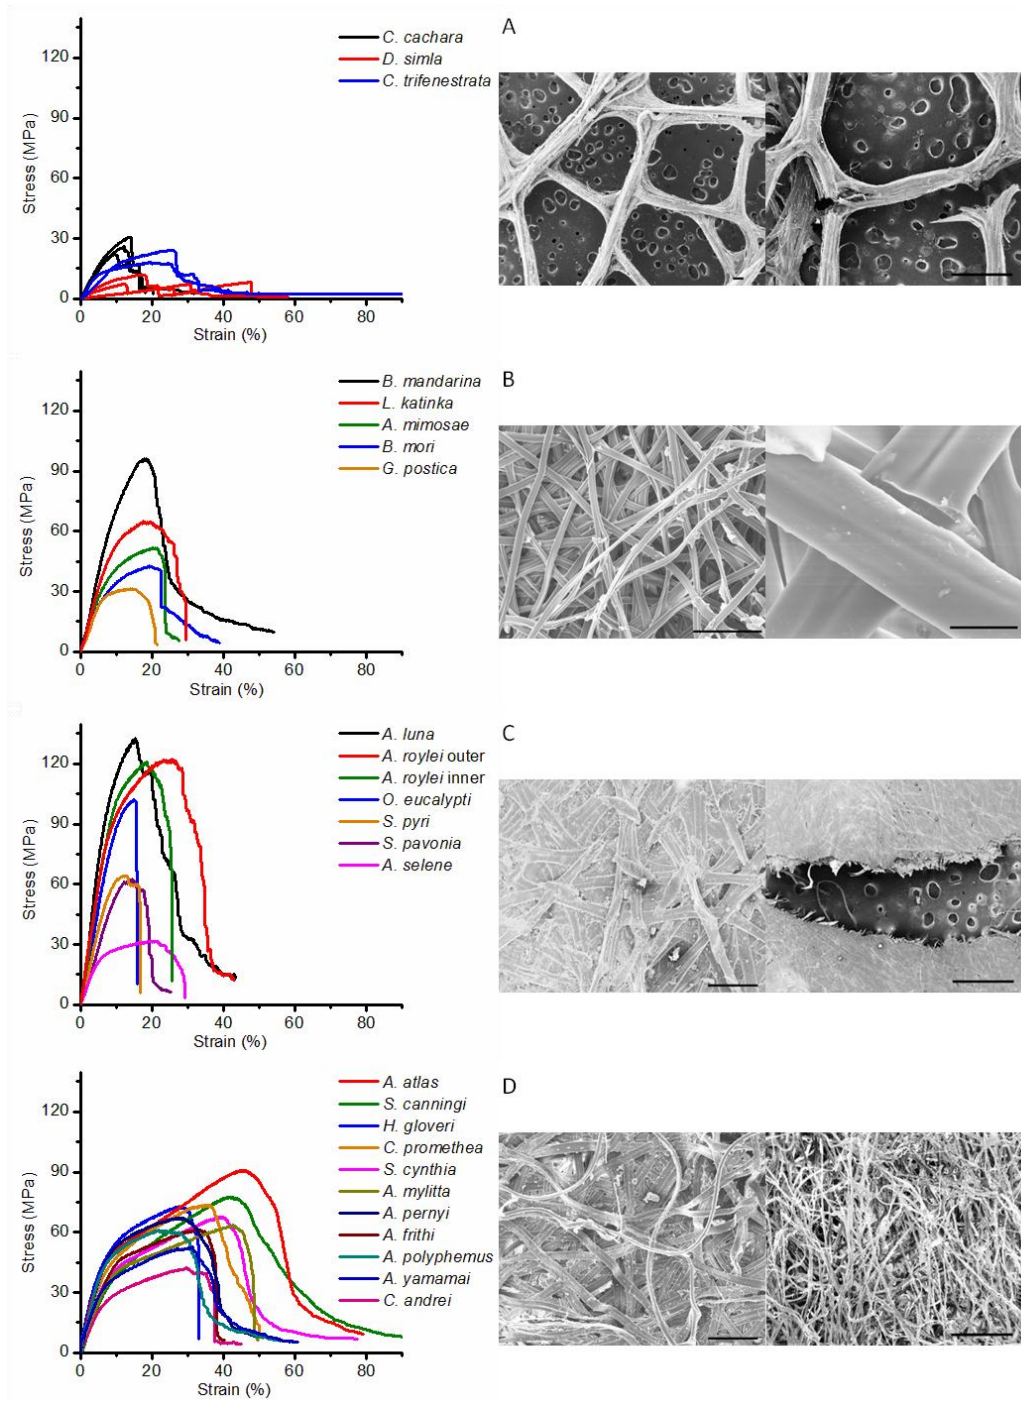 A
C. cachara
D. simla
C. trifenestrata
Stress (MPa)
120
90
60
30
0
0 20 40 60 80
Strain (%)
B
B. mandarina
L. katinka
A. mimosae
B. mori
G. postica
Stress (MPa)
120
90
60
30
0
0 20 40 60 80
Strain (%)
C
A. luna
A. roylei outer
A. roylei inner
O. eucalypti
S. pyri
S. pavonia
A. selene
Stress (MPa)
120
90
60
30
0
0 20 40 60 80
Strain (%)
D
A. atlas
S. canningi
H. gloveri
C. promethea
S. cynthia
A. mylitta
A. pernyi
A. frithi
A. polyphemus
A. yamamai
C. andrei
Stress (MPa)
120
90
60
30
0
0 20 40 60 80
Strain (%)